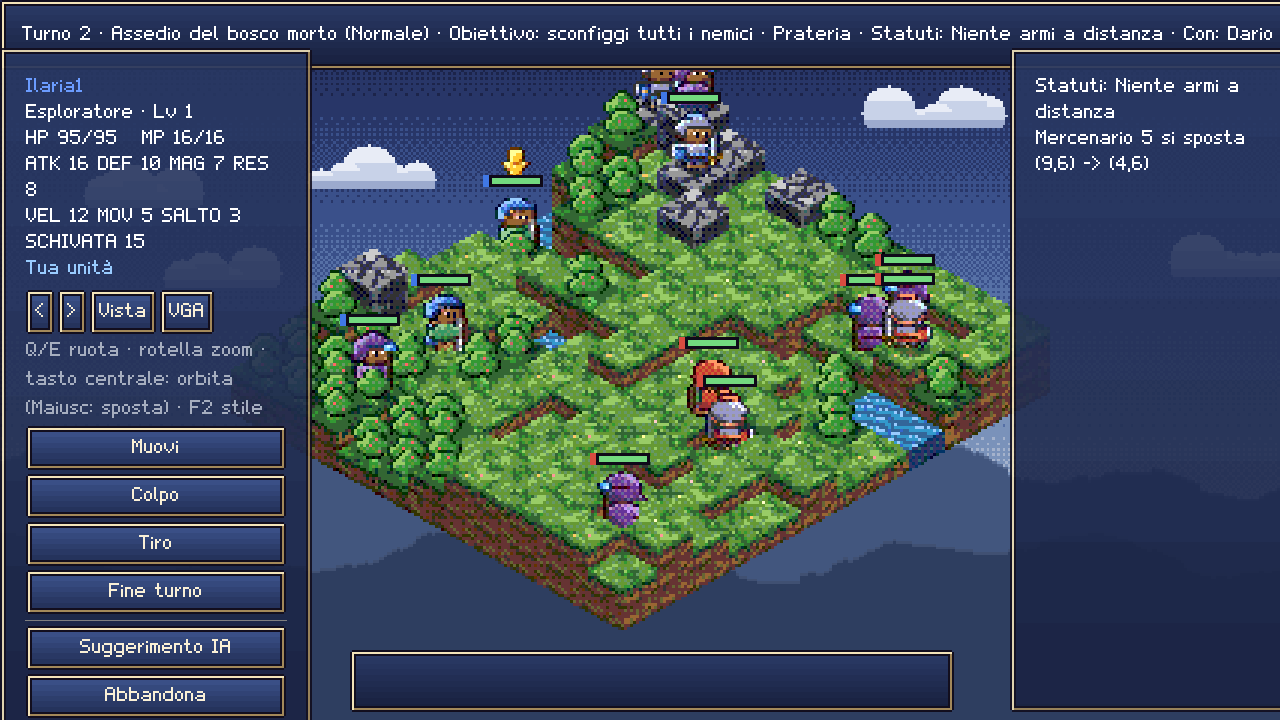 Turno 2 · Assedio del bosco morto (Normale) · Obiettivo: sconfiggi tutti i nemici · Prateria · Statuti: Niente armi a distanza · Con: Dario
Ilaria1
Esploratore · Lv 1
HP 95/95 MP 16/16
ATK 16 DEF 10 MAG 7 RES
8
VEL 12 MOV 5 SALTO 3
SCHIVATA 15
Tua unità
< > Vista VGA
Q/E ruota · rotella zoom ·
tasto centrale: orbita
(Maiusc: sposta) · F2 stile
Muovi
Colpo
Tiro
Fine turno
Suggerimento IA
Abbandona
Statuti: Niente armi a
distanza
Mercenario 5 si sposta
(9,6) -> (4,6)